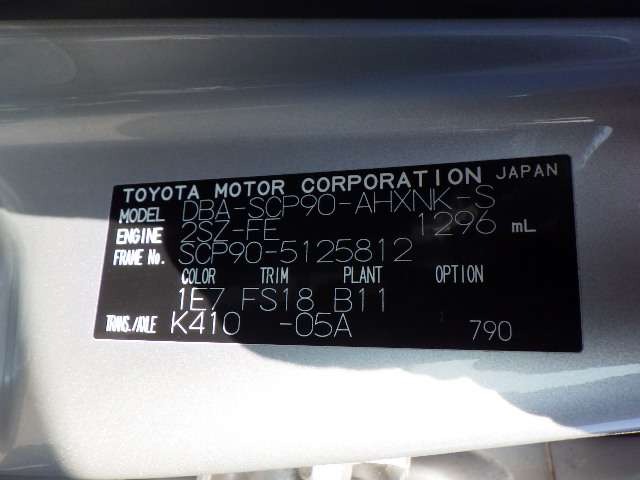 TOYOTA MOTOR CORPORATION JAPAN
MODEL DBA-SCP90-AHXNK-S
ENGINE 2SZ-FE 1296 mL
FRAME No. SCP90-5125812
COLOR TRIM PLANT OPTION
1E7 FS18 B11
TRANS./AXLE K410 -05A 790